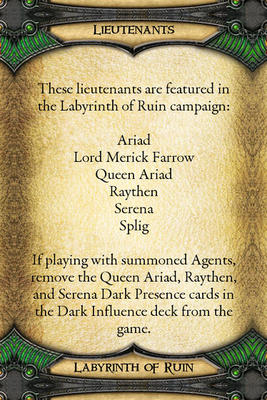 Lieutenants
These lieutenants are featured in
the Labyrinth of Ruin campaign:
Ariad
Lord Merick Farrow
Queen Ariad
Raythen
Serena
Splig
If playing with summoned Agents,
remove the Queen Ariad, Raythen,
and Serena Dark Presence cards in
the Dark Influence deck from the
game.
Labyrinth of Ruin